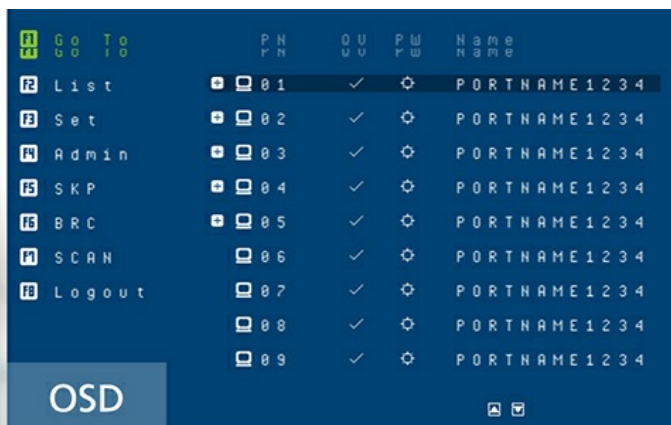 F1 Go To PN QV PW Name
F2 List 01 PORTNAME1234
F3 Set 02 PORTNAME1234
F4 Admin 03 PORTNAME1234
F5 SKP 04 PORTNAME1234
F6 BRC 05 PORTNAME1234
F7 SCAN 06 PORTNAME1234
F8 Logout 07 PORTNAME1234
08 PORTNAME1234
09 PORTNAME1234
OSD